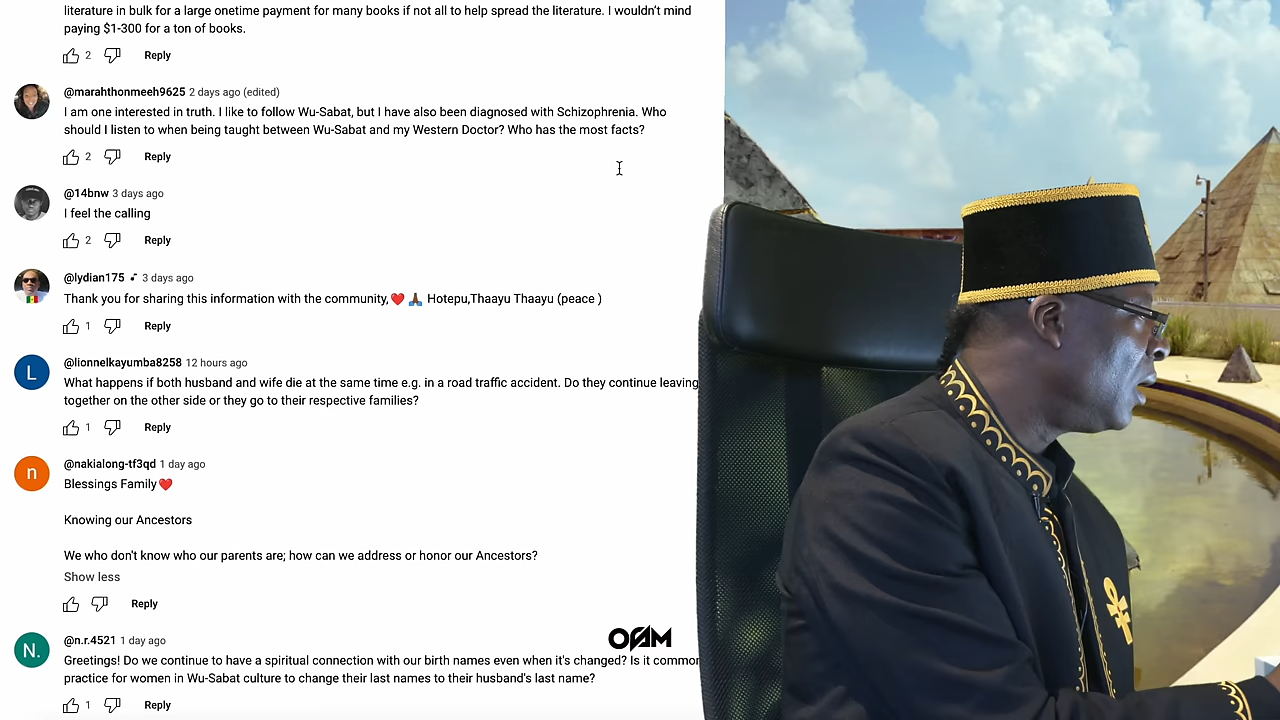 literature in bulk for a large onetime payment for many books if not all to help spread the literature. I wouldn't mind
paying $1-300 for a ton of books.
2 Reply
@marahthonmeeh9625 2 days ago (edited)
I am one interested in truth. I like to follow Wu-Sabat, but I have also been diagnosed with Schizophrenia. Who
should I listen to when being taught between Wu-Sabat and my Western Doctor? Who has the most facts?
2 Reply
@14bnw 3 days ago
I feel the calling
2 Reply
@lydian175 3 days ago
Thank you for sharing this information with the community,❤️🙏🏾 Hotepu,Thaayu Thaayu (peace )
1 Reply
L @lionnelkayumba8258 12 hours ago
What happens if both husband and wife die at the same time e.g. in a road traffic accident. Do they continue leaving
together on the other side or they go to their respective families?
1 Reply
n @nakialong-tf3qd 1 day ago
Blessings Family❤️
Knowing our Ancestors
We who don't know who our parents are; how can we address or honor our Ancestors?
Show less
Reply
OFAM
N. @n.r.4521 1 day ago
Greetings! Do we continue to have a spiritual connection with our birth names even when it's changed? Is it common
practice for women in Wu-Sabat culture to change their last names to their husband's last name?
1 Reply